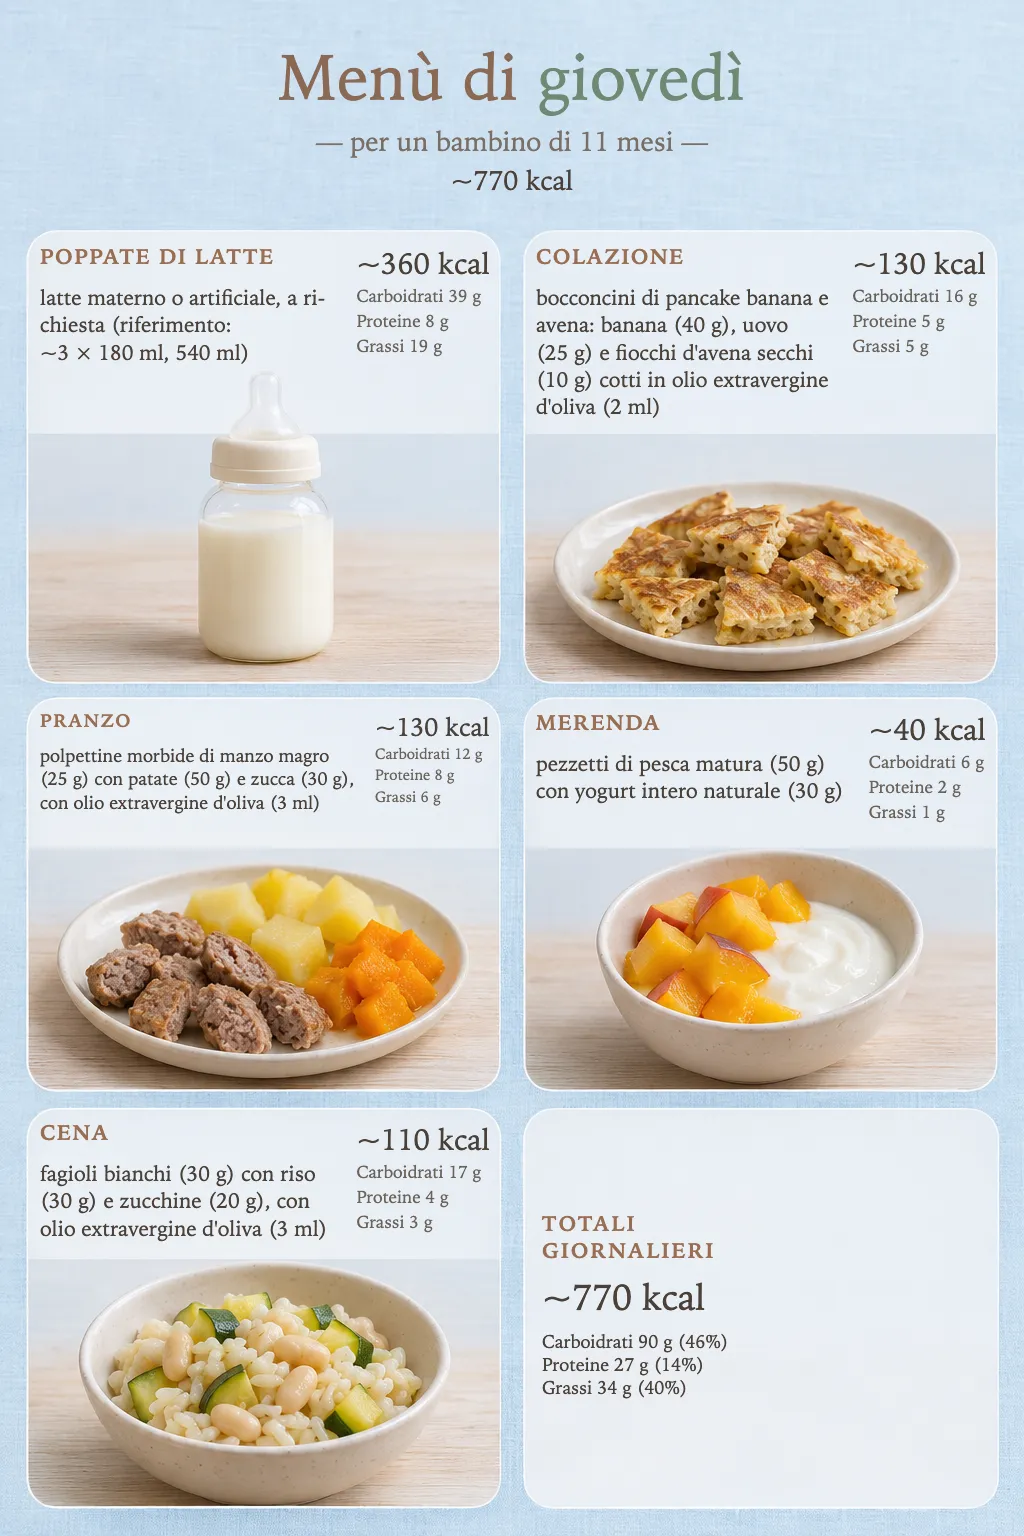 Menù di giovedì
— per un bambino di 11 mesi —
~770 kcal
POPPATE DI LATTE
~360 kcal
latte materno o artificiale, a ri-
chiesta (riferimento:
~3 × 180 ml, 540 ml)
Carboidrati 39 g
Proteine 8 g
Grassi 19 g
COLAZIONE
~130 kcal
bocconcini di pancake banana e
avena: banana (40 g), uovo
(25 g) e fiocchi d'avena secchi
(10 g) cotti in olio extravergine
d'oliva (2 ml)
Carboidrati 16 g
Proteine 5 g
Grassi 5 g
PRANZO
~130 kcal
polpettine morbide di manzo magro
(25 g) con patate (50 g) e zucca (30 g),
con olio extravergine d'oliva (3 ml)
Carboidrati 12 g
Proteine 8 g
Grassi 6 g
MERENDA
~40 kcal
pezzetti di pesca matura (50 g)
con yogurt intero naturale (30 g)
Carboidrati 6 g
Proteine 2 g
Grassi 1 g
CENA
~110 kcal
fagioli bianchi (30 g) con riso
(30 g) e zucchine (20 g), con
olio extravergine d'oliva (3 ml)
Carboidrati 17 g
Proteine 4 g
Grassi 3 g
TOTALI
GIORNALIERI
~770 kcal
Carboidrati 90 g (46%)
Proteine 27 g (14%)
Grassi 34 g (40%)